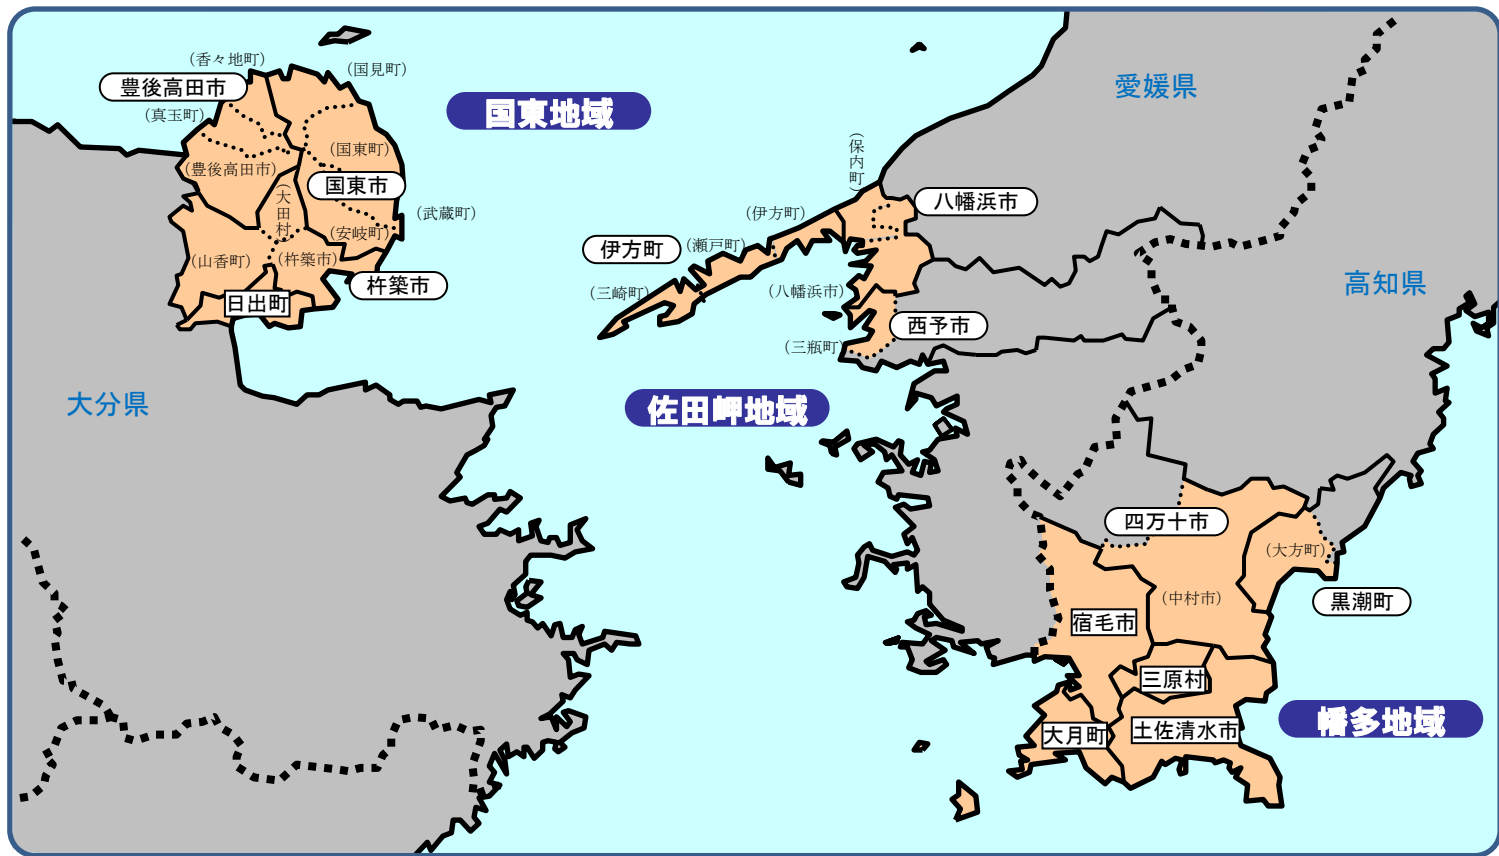 (香々地町)
(国見町)
豊後高田市
国東地域
愛媛県
(真玉町)
(国東町)
(保内町)
(豊後高田市)
国東市
(大田村)
八幡浜市
(武蔵町)
(伊方町)
(安岐町)
伊方町
(瀬戸町)
(山香町)
(杵築市)
高知県
杵築市
(三崎町)
(八幡浜市)
日出町
西予市
(三瓶町)
大分県
佐田岬地域
四万十市
(大方町)
(中村市)
黒潮町
宿毛市
三原村
幡多地域
大月町
土佐清水市